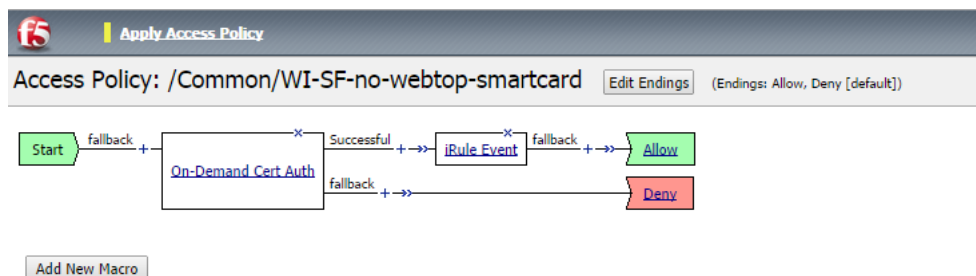 f5
Apply Access Policy
Access Policy: /Common/WI-SF-no-webtop-smartcard Edit Endings (Endings: Allow, Deny [default])
Start fallback + On-Demand Cert Auth Successful + iRule Event fallback + Allow
fallback + Deny
Add New Macro